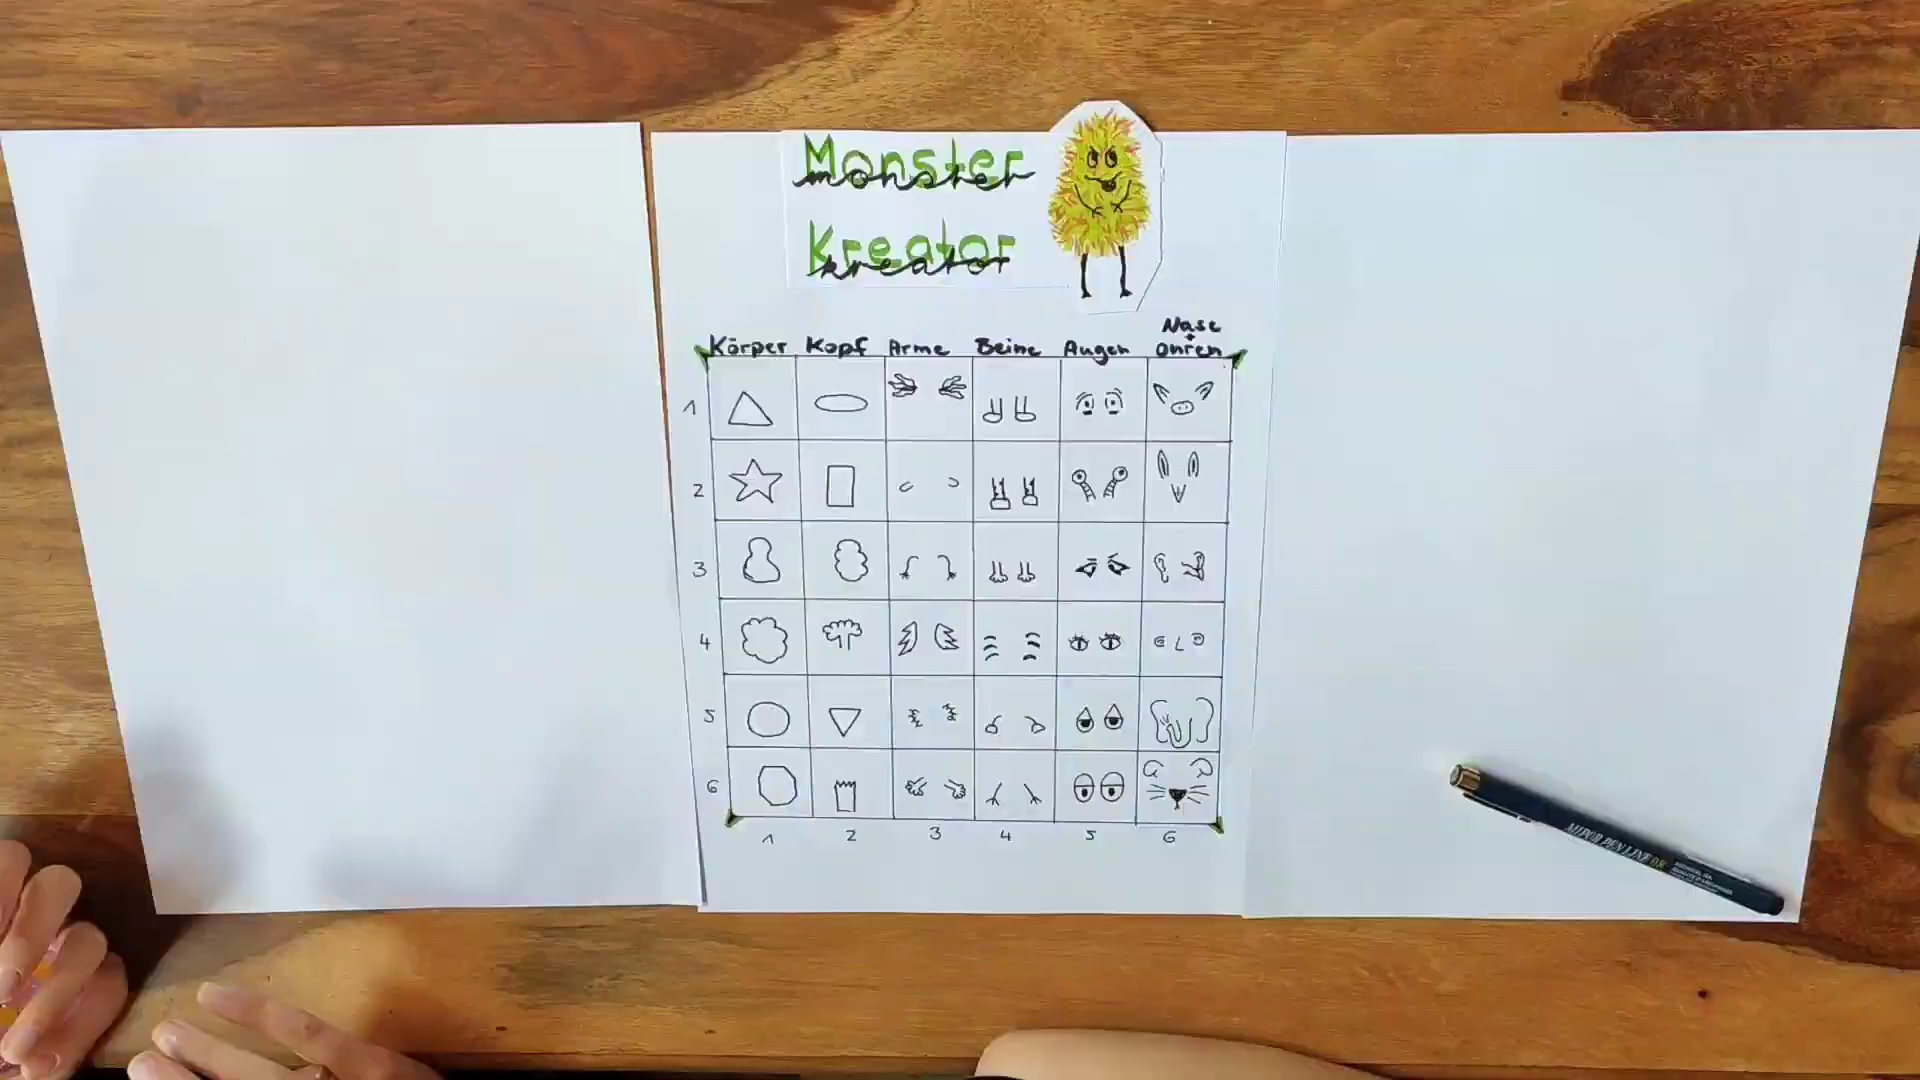 Monster
monster
Kreator
kreator
Nase
+
Körper Kopf Arme Beine Augen Ohren
1
2
3
4
5
6
1 2 3 4 5 6